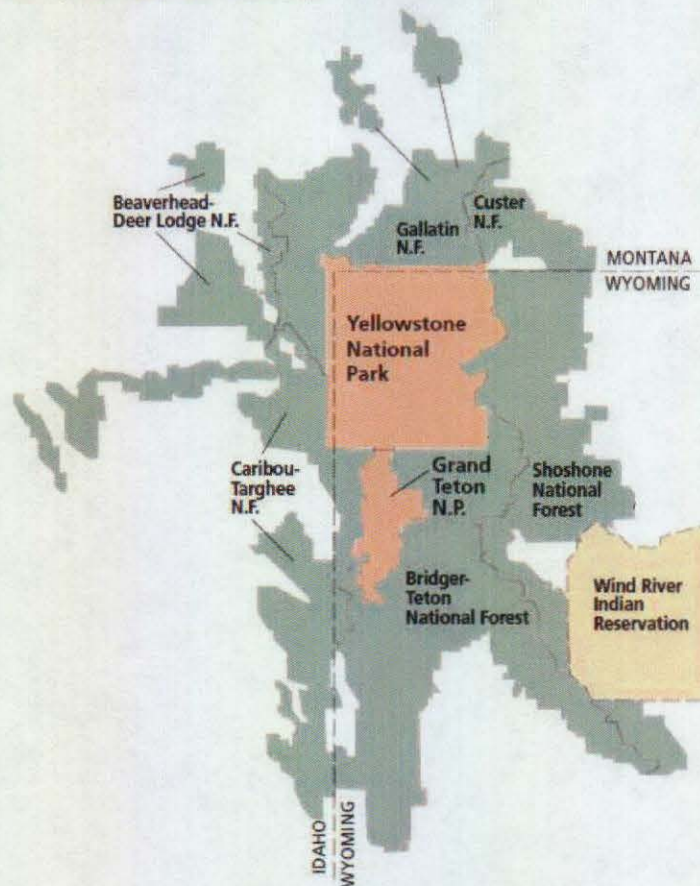 Beaverhead-
Deer Lodge N.F.
Gallatin
N.F.
Custer
N.F.
MONTANA
WYOMING
Yellowstone
National
Park
Caribou-
Targhee
N.F.
Grand
Teton
N.P.
Shoshone
National
Forest
Bridger-
Teton
National Forest
Wind River
Indian
Reservation
IDAHO
WYOMING